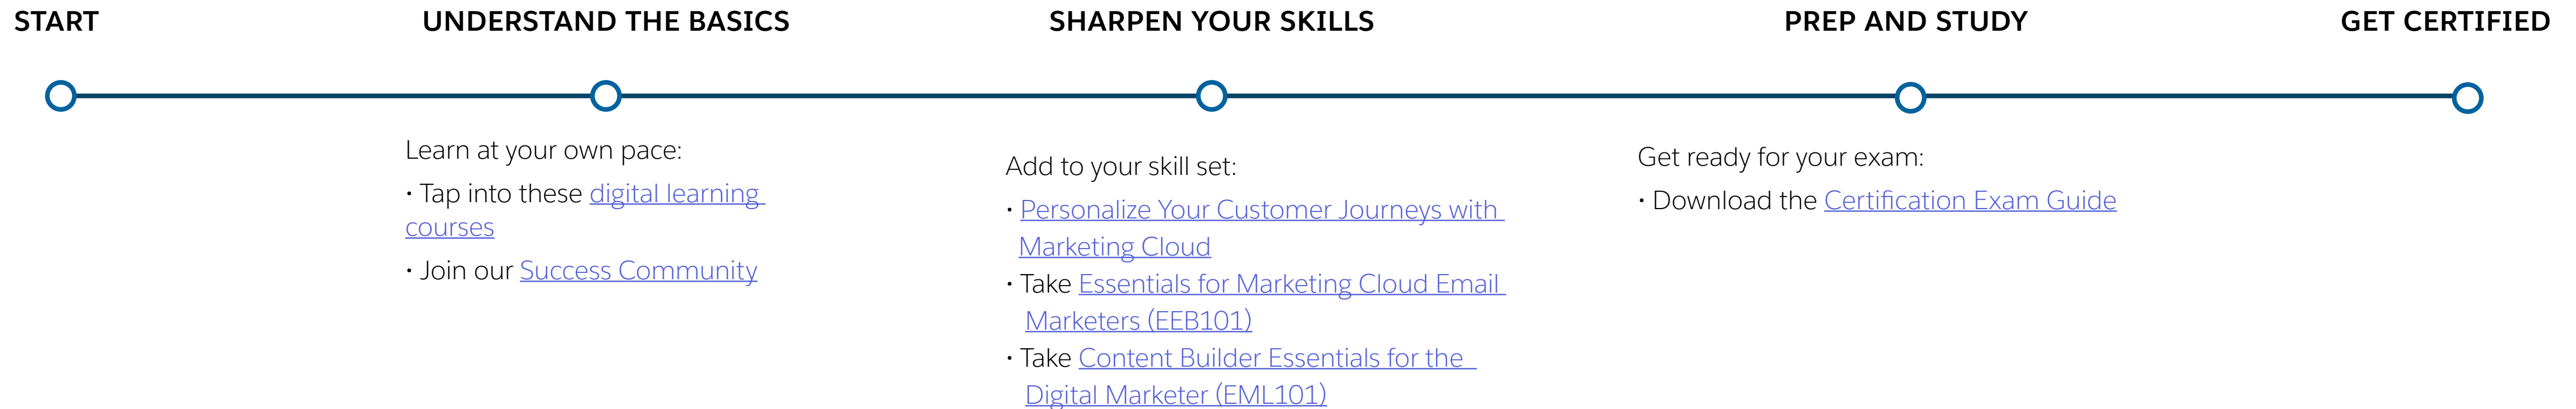 START
UNDERSTAND THE BASICS
SHARPEN YOUR SKILLS
PREP AND STUDY
GET CERTIFIED
Learn at your own pace:
• Tap into these digital learning
courses
• Join our Success Community
Add to your skill set:
• Personalize Your Customer Journeys with
Marketing Cloud
• Take Essentials for Marketing Cloud Email
Marketers (EEB101)
• Take Content Builder Essentials for the
Digital Marketer (EML101)
Get ready for your exam:
• Download the Certification Exam Guide